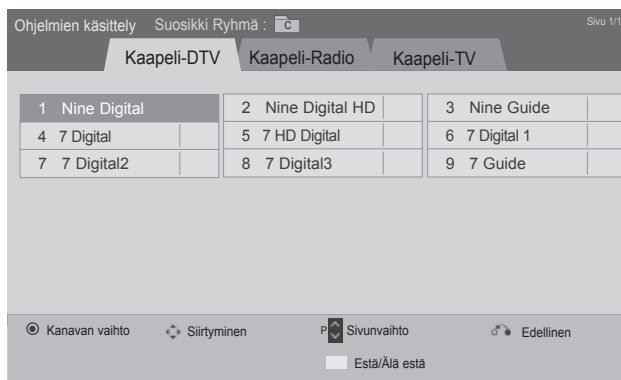 Ohjelmien käsittely Suosikki Ryhmä : C Sivu 1/1
Kaapeli-DTV Kaapeli-Radio Kaapeli-TV
1 Nine Digital 2 Nine Digital HD 3 Nine Guide
4 7 Digital 5 7 HD Digital 6 7 Digital 1
7 7 Digital2 8 7 Digital3 9 7 Guide
Kanavan vaihto Siirtyminen P Sivunvaihto Edellinen
Estä/Älä estä